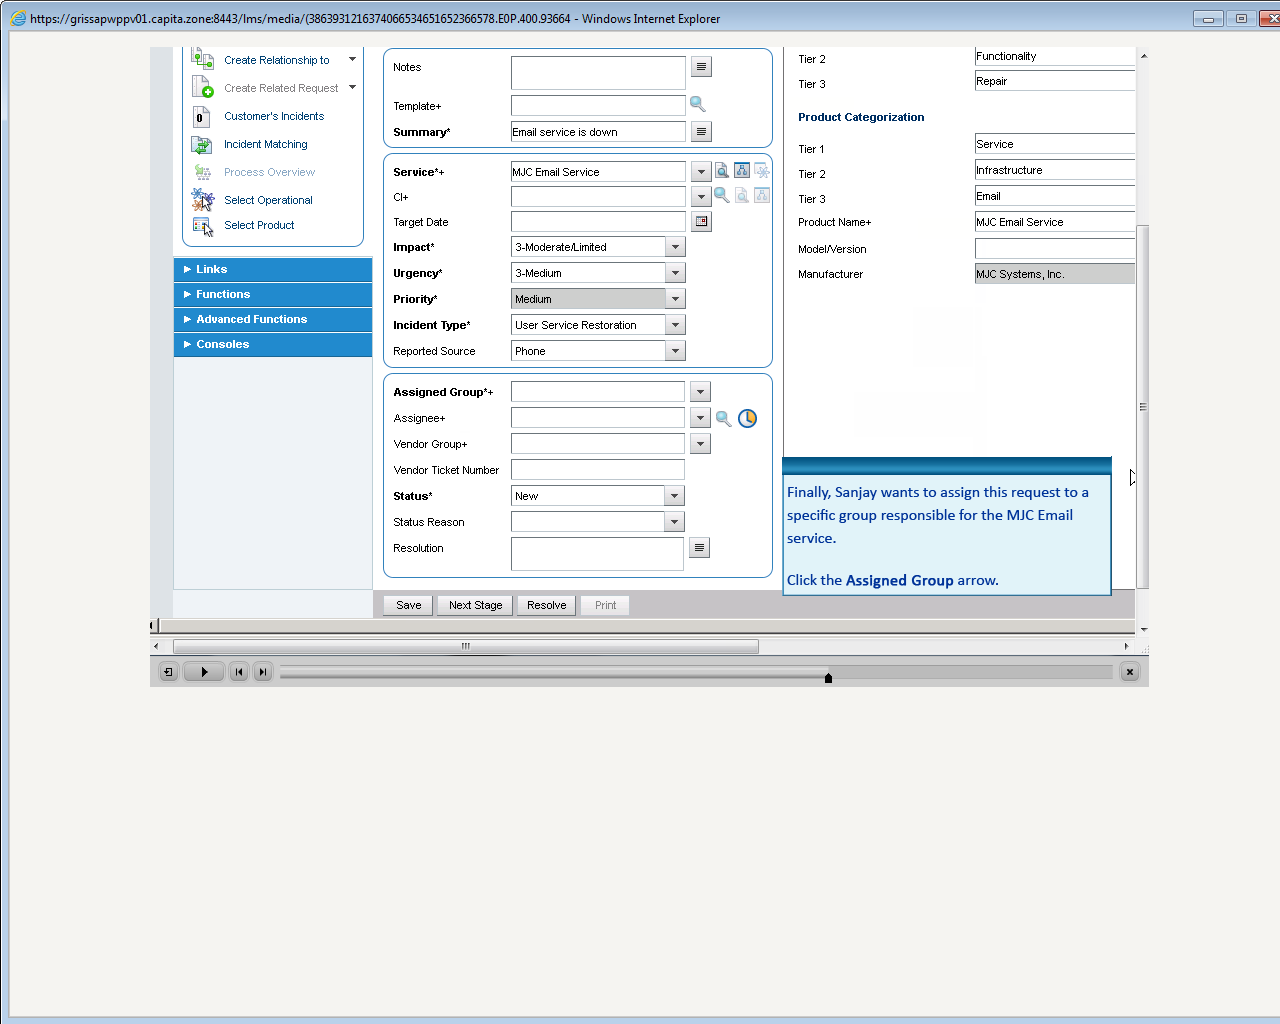 https://grissapwppv01.capita.zone:8443/lms/media/(3863931216374066534651652366578.E0P.400.93664 - Windows Internet Explorer
Create Relationship to
Create Related Request
Customer's Incidents
Incident Matching
Process Overview
Select Operational
Select Product
Links
Functions
Advanced Functions
Consoles
Notes
Template+
Summary* Email service is down
Service*+ MJC Email Service
CI+
Target Date
Impact* 3-Moderate/Limited
Urgency* 3-Medium
Priority* Medium
Incident Type* User Service Restoration
Reported Source Phone
Assigned Group*+
Assignee+
Vendor Group+
Vendor Ticket Number
Status* New
Status Reason
Resolution
Save Next Stage Resolve Print
Tier 2 Functionality
Tier 3 Repair
Product Categorization
Tier 1 Service
Tier 2 Infrastructure
Tier 3 Email
Product Name+ MJC Email Service
Model/Version
Manufacturer MJC Systems, Inc.
Finally, Sanjay wants to assign this request to a
specific group responsible for the MJC Email
service.
Click the Assigned Group arrow.